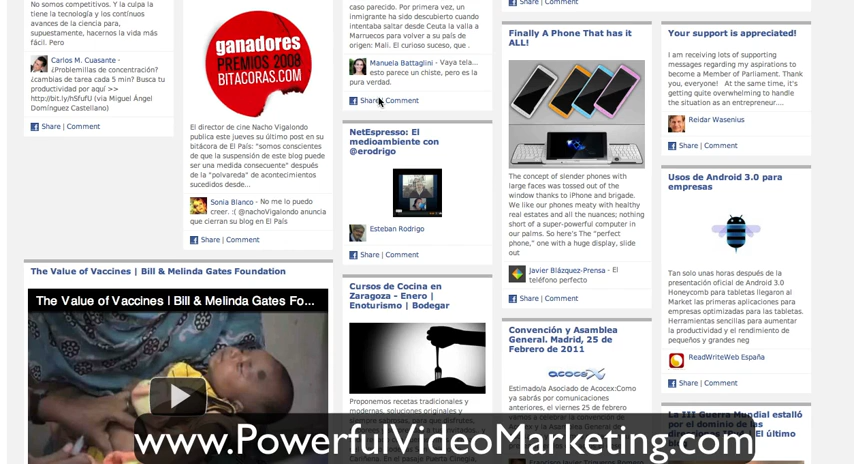 No somos competitivos. Y la culpa la
tiene la tecnología y los contínuos
avances de la ciencia para,
supuestamente, hacernos la vida más
fácil. Pero
Carlos M. Cuasante -
¿Problemillas de concentración?
¿cambias de tarea cada 5 min? Busca tu
productividad por aquí >>
http://bit.ly/hSfufU (via Miguel Ángel
Domínguez Castellano)
Share | Comment
ganadores
PREMIOS 2008
BITACORAS.COM
El director de cine Nacho Vigalondo
publica este jueves su último post en su
bitácora de El País: "somos conscientes
de que la suspensión de este blog puede
ser una medida consecuente" después
de la "polvareda" de acontecimientos
sucedidos desde...
Sonia Blanco - No me lo puedo
creer. :( @nachoVigalondo anuncia
que cierran su blog en El País
Share | Comment
The Value of Vaccines | Bill & Melinda Gates Foundation
The Value of Vaccines | Bill & Melinda Gates Fo...
caso parecido. Por primera vez, un
inmigrante ha sido descubierto cuando
intentaba saltar desde Ceuta la valla a
Marruecos para volver a su país de
origen: Mali. El curioso suceso, que .
Manuela Battaglini - Vaya tela...
esto parece un chiste, pero es la
pura verdad.
Share | Comment
NetEspresso: El
medioambiente con
@erodrigo
Esteban Rodrigo
Share | Comment
Cursos de Cocina en
Zaragoza - Enero |
Enoturismo | Bodegar
Proponemos recetas tradicionales y
modernas, soluciones originales y
Share | Comment
Finally A Phone That has it
ALL!
The concept of slender phones with
large faces was tossed out of the
window thanks to iPhone and brigade.
We like our phones meaty with healthy
real estates and all the nuances; nothing
short of a super-powerful computer in
our palms. So here's The "perfect
phone," one with a huge display, slide
out
Javier Blázquez-Prensa - El
teléfono perfecto
Share | Comment
Convención y Asamblea
General. Madrid, 25 de
Febrero de 2011
acocex
Estimado/a Asociado de Acocex:Como
ya sabrás por comunicaciones
anteriores, el viernes 25 de febrero
Your support is appreciated!
I am receiving lots of supporting
messages regarding my aspirations to
become a Member of Parliament. Thank
you, everyone! At the same time, it's
getting quite overwhelming to handle
the situation as an entrepreneur....
Reidar Wasenius
Share | Comment
Usos de Android 3.0 para
empresas
Tan solo unas horas después de la
presentación oficial de Android 3.0
Honeycomb para tabletas llegaron al
Market las primeras aplicaciones para
empresas optimizadas para las tabletas.
Herramientas sencillas para aumentar
la productividad y el rendimiento de
pequeños y grandes neg
ReadWriteWeb España
Share | Comment
La III Guerra Mundial estalló
por el dominio de las
El último
www.PowerfulVideoMarketing.com